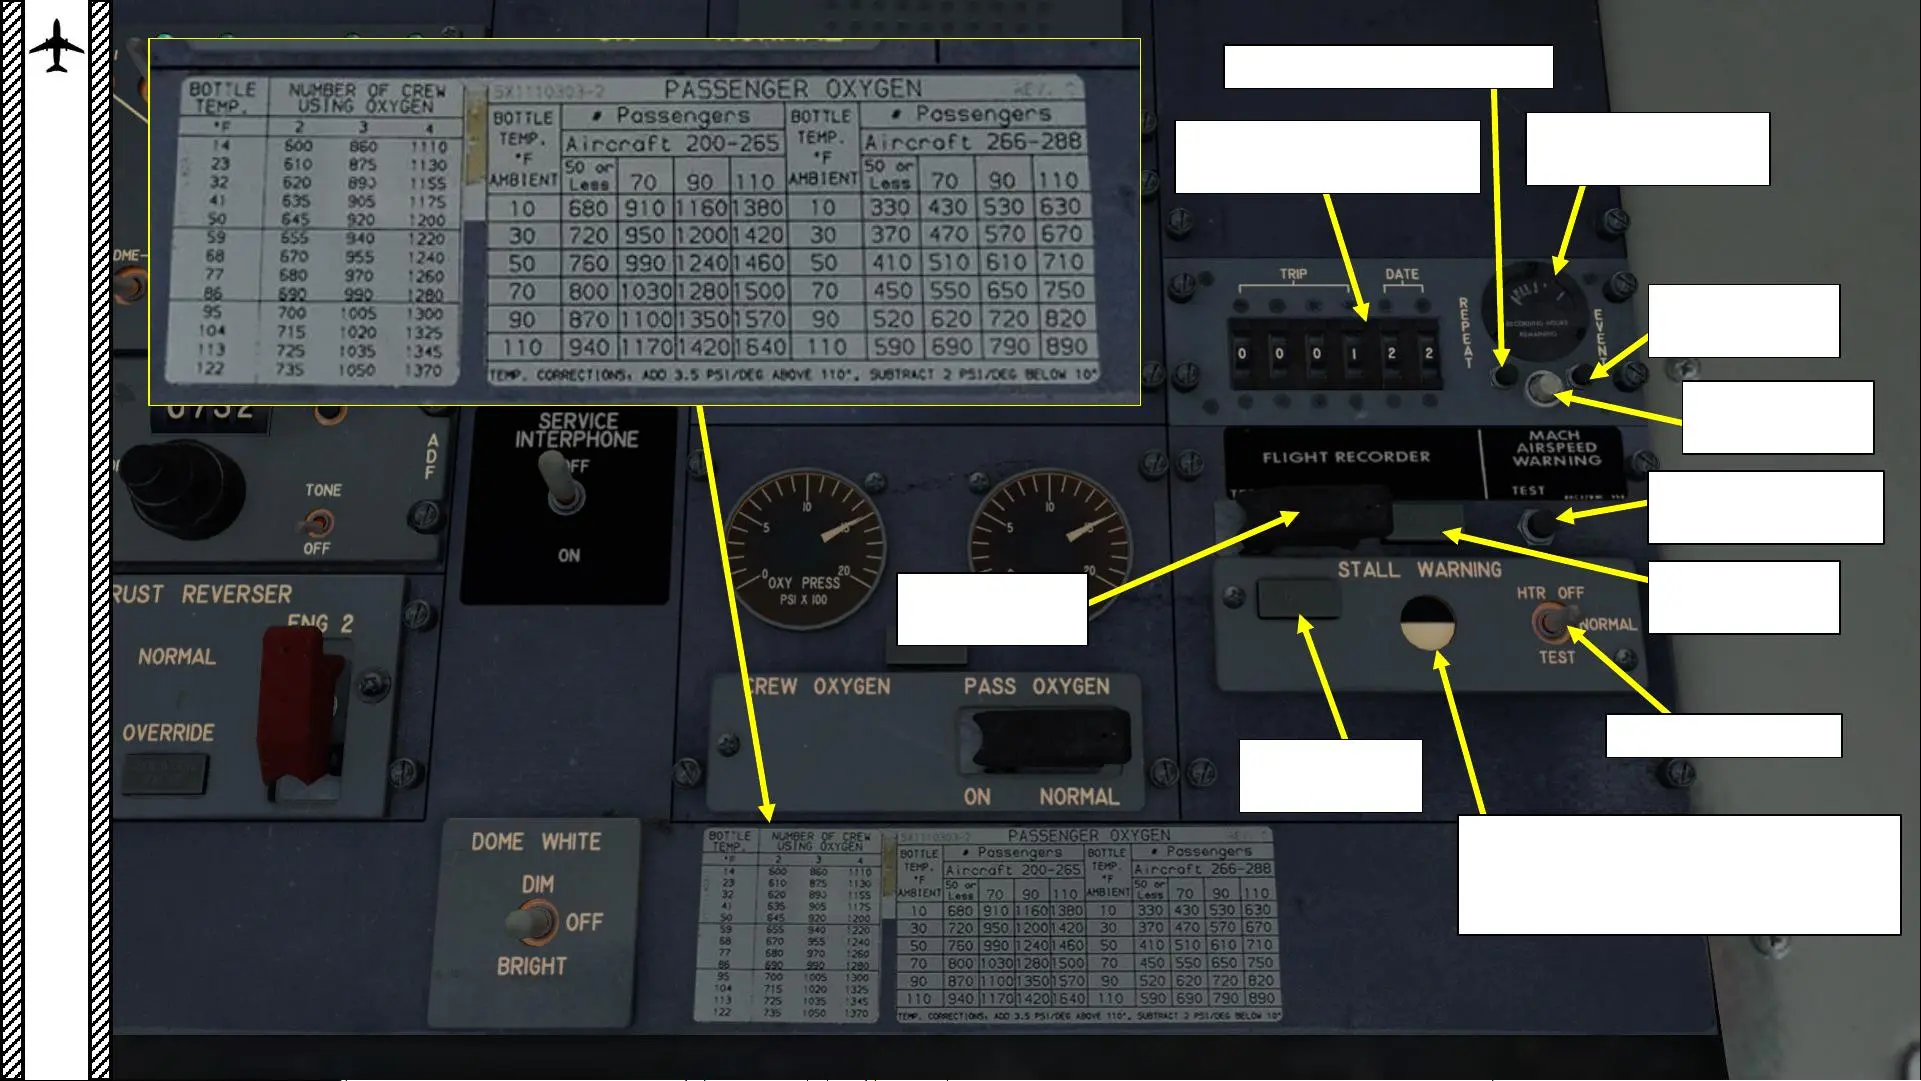 BOTTLE TEMP. °F
NUMBER OF CREW USING OXYGEN
2 3 4
14 600 860 1110
23 610 875 1130
32 620 890 1155
41 635 905 1175
50 645 920 1200
59 655 940 1220
68 670 955 1240
77 680 970 1260
86 690 990 1280
95 700 1005 1300
104 715 1020 1325
113 725 1035 1345
122 735 1050 1370
SX1110303-2 PASSENGER OXYGEN REV. C
BOTTLE TEMP. °F AMBIENT
# Passengers
Aircraft 200-265
50 or Less 70 90 110
BOTTLE TEMP. °F AMBIENT
# Passengers
Aircraft 266-288
50 or Less 70 90 110
10 680 910 1160 1380 10 330 430 530 630
30 720 950 1200 1420 30 370 470 570 670
50 760 990 1240 1460 50 410 510 610 710
70 800 1030 1280 1500 70 450 550 650 750
90 870 1100 1350 1570 90 520 620 720 820
110 940 1170 1420 1640 110 590 690 790 890
TEMP. CORRECTIONS: ADD 3.5 PSI/DEG ABOVE 110°, SUBTRACT 2 PSI/DEG BELOW 10°
TRIP DATE
0 0 0 1 2 2
REPEAT
RECORDING HOURS
REMAINING
EVENT
DME
ADF
TONE
OFF
SERVICE
INTERPHONE
OFF
ON
0 5 10 15 20
OXY PRESS
PSI X 100
5 10 15 20
FLIGHT RECORDER
MACH
AIRSPEED
WARNING
TEST
STALL WARNING
HTR OFF
NORMAL
TEST
RUST REVERSER
ENG 2
NORMAL
OVERRIDE
CREW OXYGEN
PASS OXYGEN
ON NORMAL
DOME WHITE
DIM
OFF
BRIGHT
BOTTLE TEMP. °F
NUMBER OF CREW USING OXYGEN
2 3 4
14 600 860 1110
23 610 875 1130
32 620 890 1155
41 635 905 1175
50 645 920 1200
59 655 940 1220
68 670 955 1240
77 680 970 1260
86 690 990 1280
95 700 1005 1300
104 715 1020 1325
113 725 1035 1345
122 735 1050 1370
SX1110303-2 PASSENGER OXYGEN REV. C
BOTTLE TEMP. °F AMBIENT
# Passengers
Aircraft 200-265
50 or Less 70 90 110
BOTTLE TEMP. °F AMBIENT
# Passengers
Aircraft 266-288
50 or Less 70 90 110
10 680 910 1160 1380 10 330 430 530 630
30 720 950 1200 1420 30 370 470 570 670
50 760 990 1240 1460 50 410 510 610 710
70 800 1030 1280 1500 70 450 550 650 750
90 870 1100 1350 1570 90 520 620 720 820
110 940 1170 1420 1640 110 590 690 790 890
TEMP. CORRECTIONS: ADD 3.5 PSI/DEG ABOVE 110°, SUBTRACT 2 PSI/DEG BELOW 10°